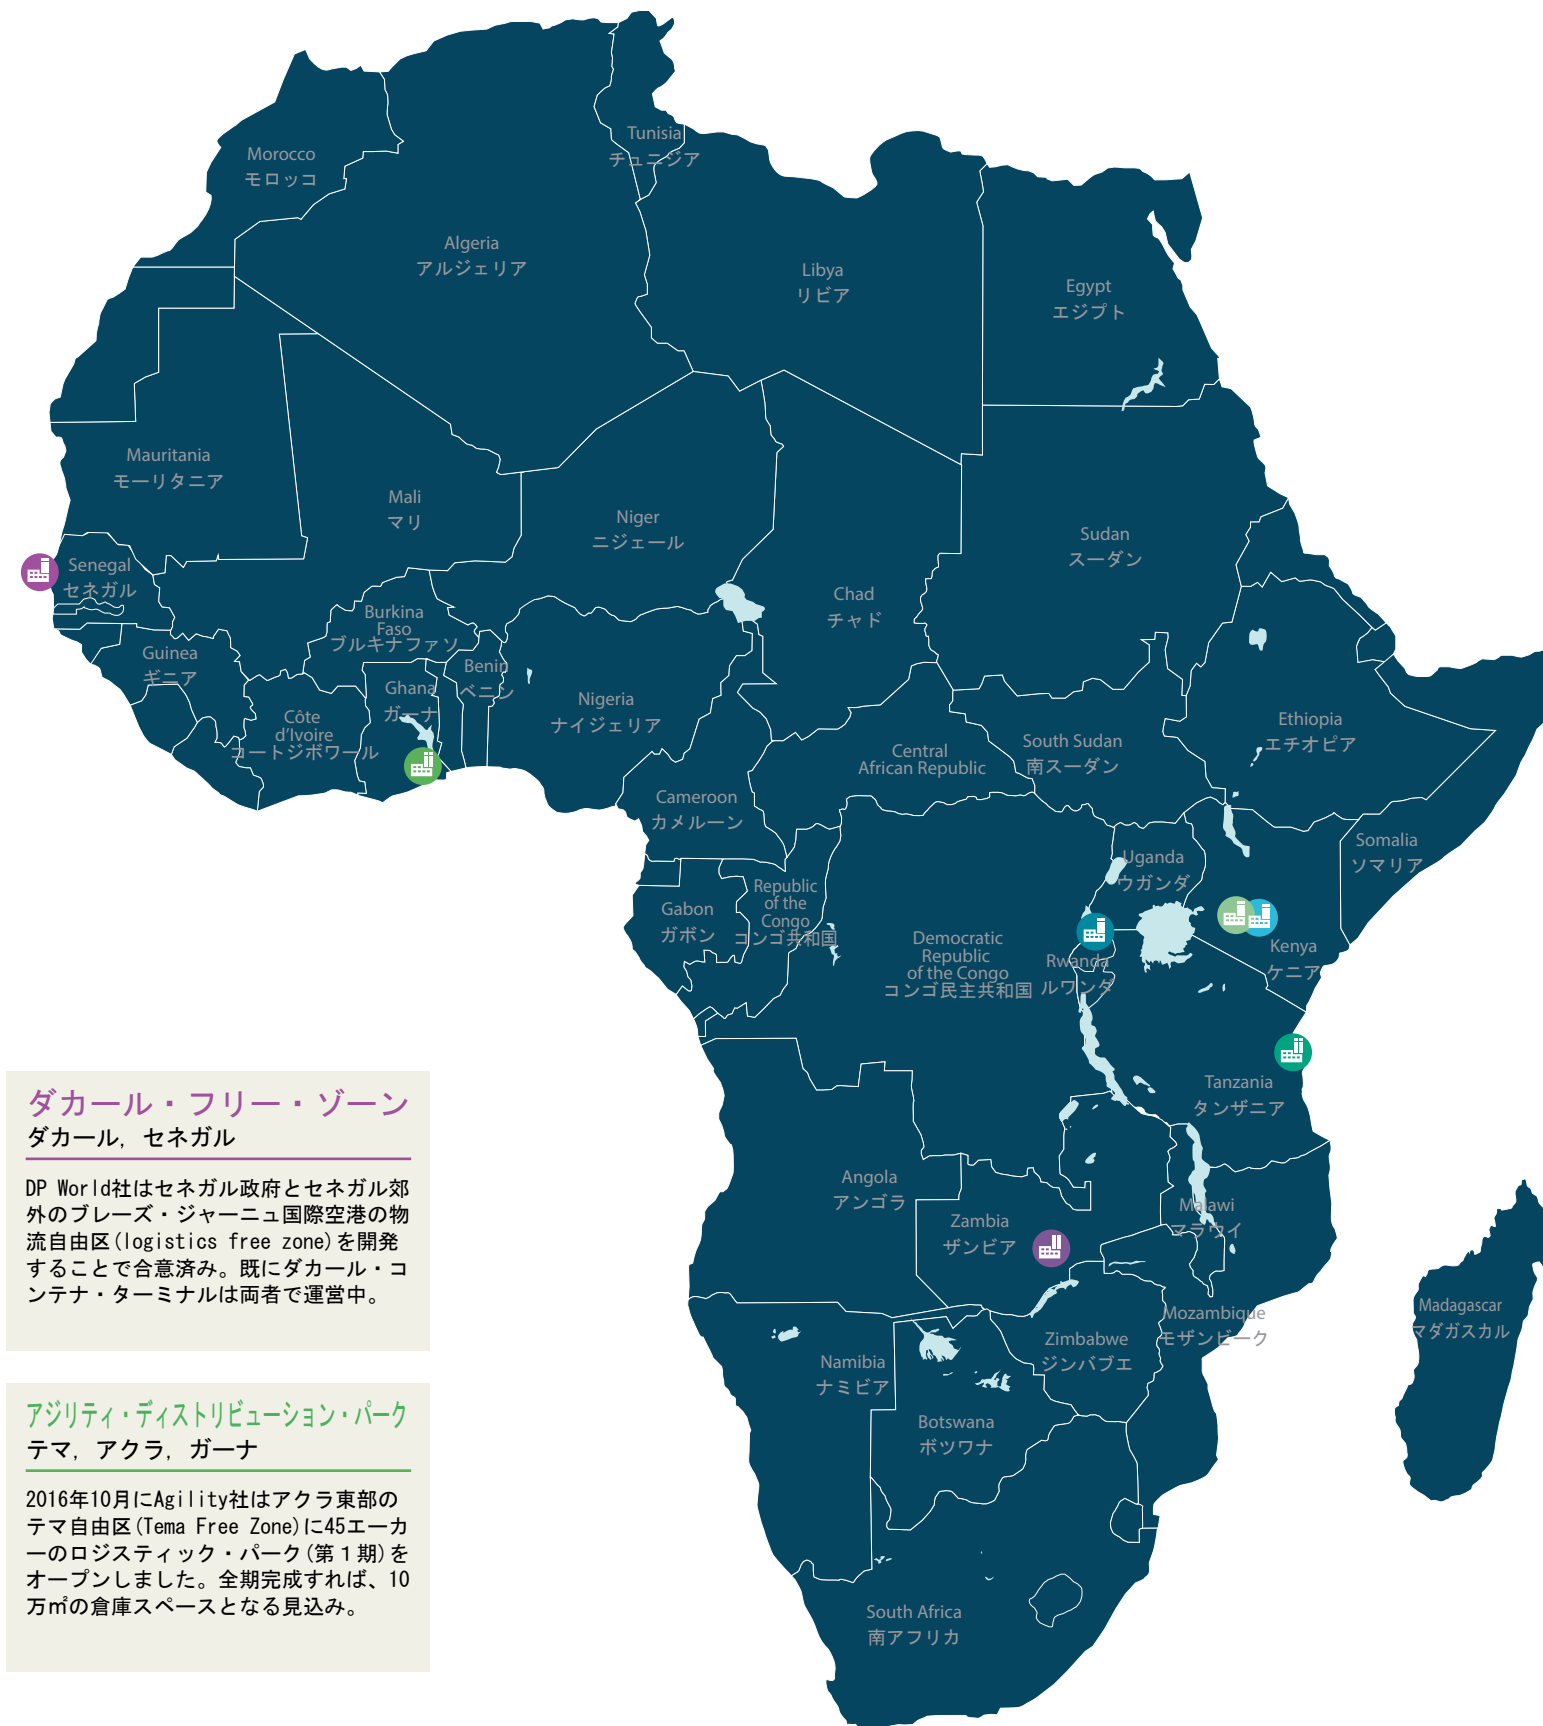 Tunisia
チュニジア
Morocco
モロッコ
Algeria
アルジェリア
Libya
リビア
Egypt
エジプト
Mauritania
モーリタニア
Mali
マリ
Niger
ニジェール
Sudan
スーダン
Senegal
セネガル
Chad
チャド
Burkina
Faso
ブルキナファソ
Guinea
ギニア
Benin
ベニン
Ghana
ガーナ
Nigeria
ナイジェリア
Côte
d'Ivoire
コートジボワール
Ethiopia
エチオピア
Central
African Republic
South Sudan
南スーダン
Cameroon
カメルーン
Somalia
ソマリア
Uganda
ウガンダ
Republic
of the
Congo
コンゴ共和国
Gabon
ガボン
Democratic
Republic
of the Congo
コンゴ民主共和国
Rwanda
ルワンダ
Kenya
ケニア
Tanzania
タンザニア
Angola
アンゴラ
Zambia
ザンビア
Malawi
マラウイ
Mozambique
モザンビーク
Madagascar
マダガスカル
Zimbabwe
ジンバブエ
Namibia
ナミビア
Botswana
ボツワナ
South Africa
南アフリカ
ダカール・フリー・ゾーン
ダカール, セネガル
DP World社はセネガル政府とセネガル郊
外のブレーズ・ジャーニュ国際空港の物
流自由区(logistics free zone)を開発
することで合意済み。既にダカール・コ
ンテナ・ターミナルは両者で運営中。
アジリティ・ディストリビューション・パーク
テマ, アクラ, ガーナ
2016年10月にAgility社はアクラ東部の
テマ自由区(Tema Free Zone)に45エーカ
ーのロジスティック・パーク(第１期)を
オープンしました。全期完成すれば、10
万㎡の倉庫スペースとなる見込み。